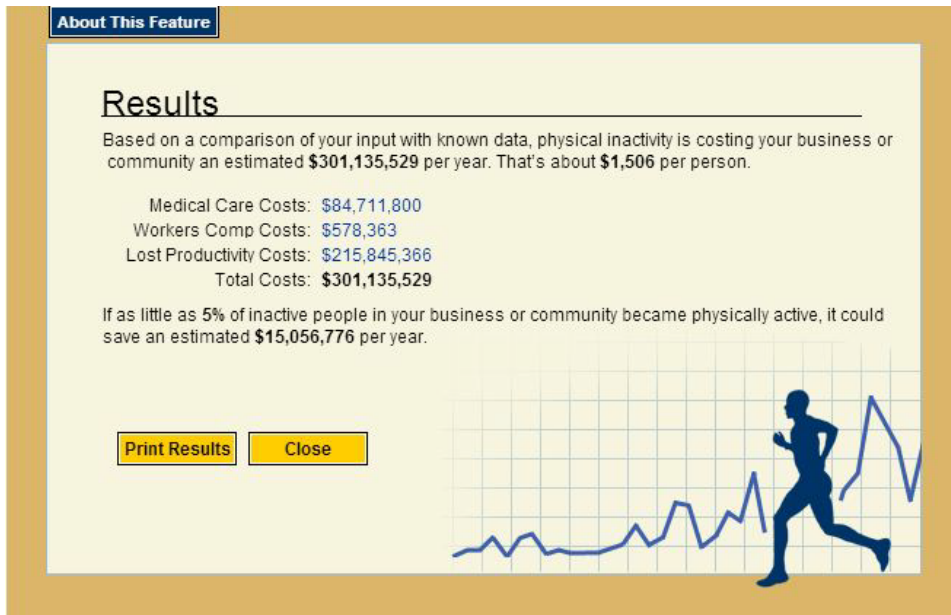 About This Feature
Results
Based on a comparison of your input with known data, physical inactivity is costing your business or
community an estimated $301,135,529 per year. That's about $1,506 per person.
Medical Care Costs: $84,711,800
Workers Comp Costs: $578,363
Lost Productivity Costs: $215,845,366
Total Costs: $301,135,529
If as little as 5% of inactive people in your business or community became physically active, it could
save an estimated $15,056,776 per year.
Print Results Close